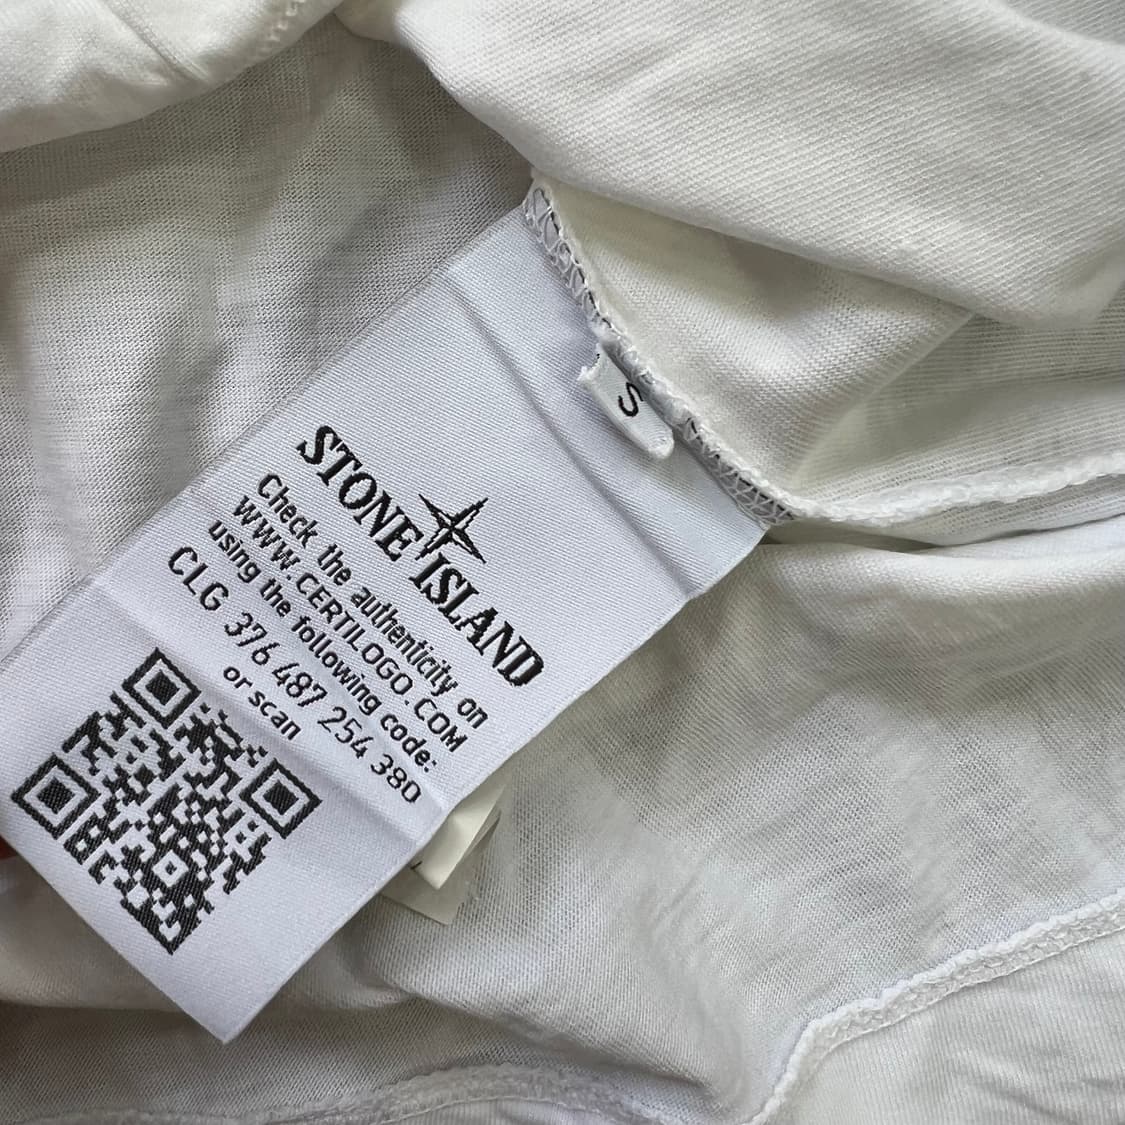 S
STONE ISLAND
Check the authenticity on
WWW.CERTILOGO.COM
using the following code:
CLG 376 487 254 380
or scan